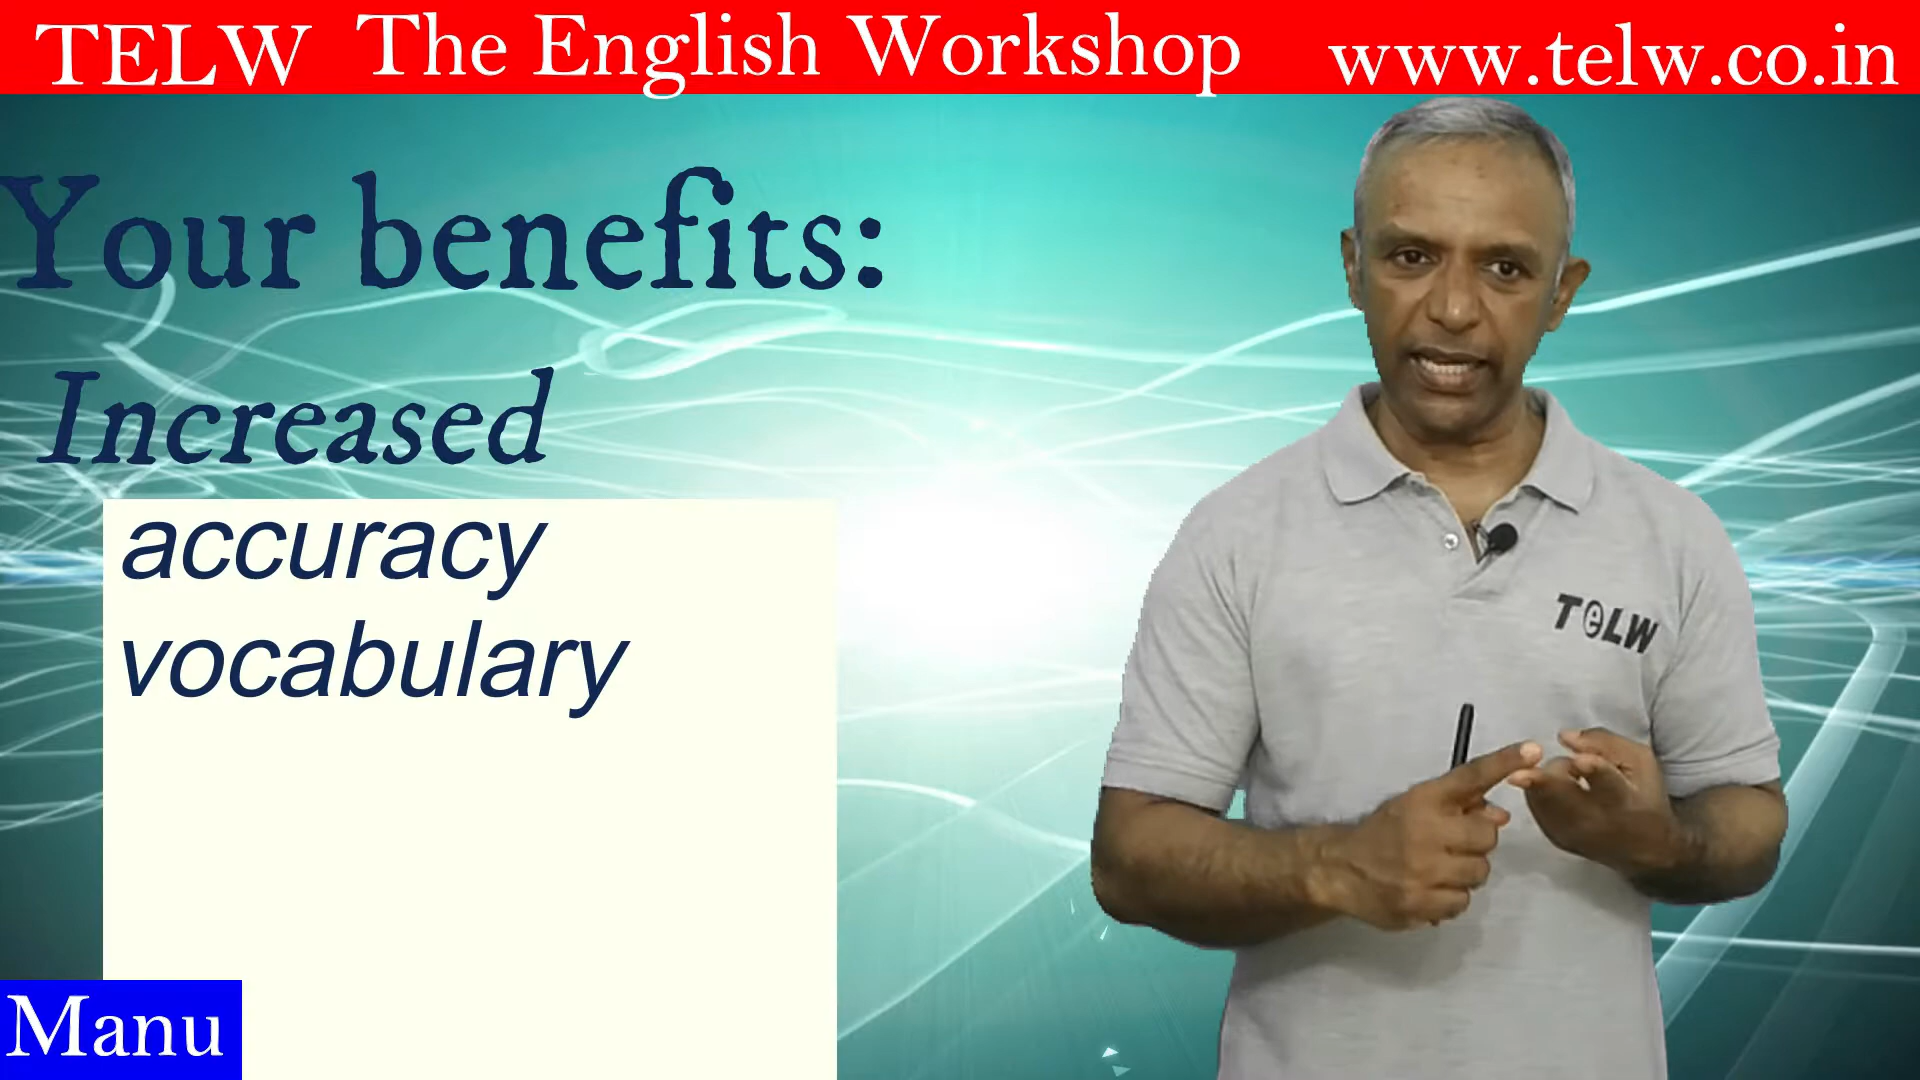 TELW The English Workshop www.telw.co.in
Your benefits:
Increased
accuracy
vocabulary
TeLW
Manu